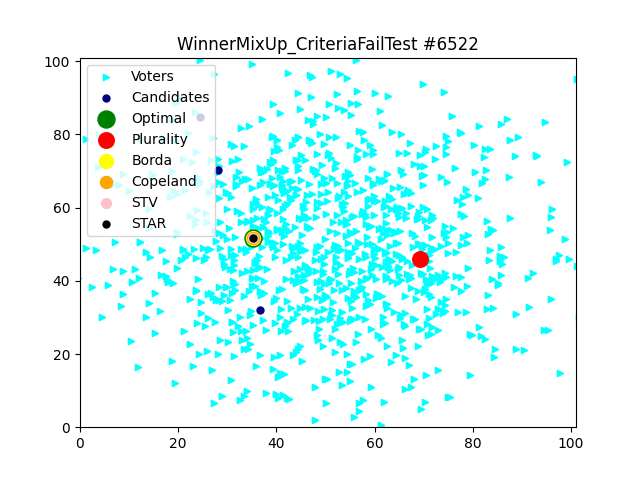 WinnerMixUp_CriteriaFailTest #6522
100
80
60
40
20
0
Voters
Candidates
Optimal
Plurality
Borda
Copeland
STV
STAR
0 20 40 60 80 100